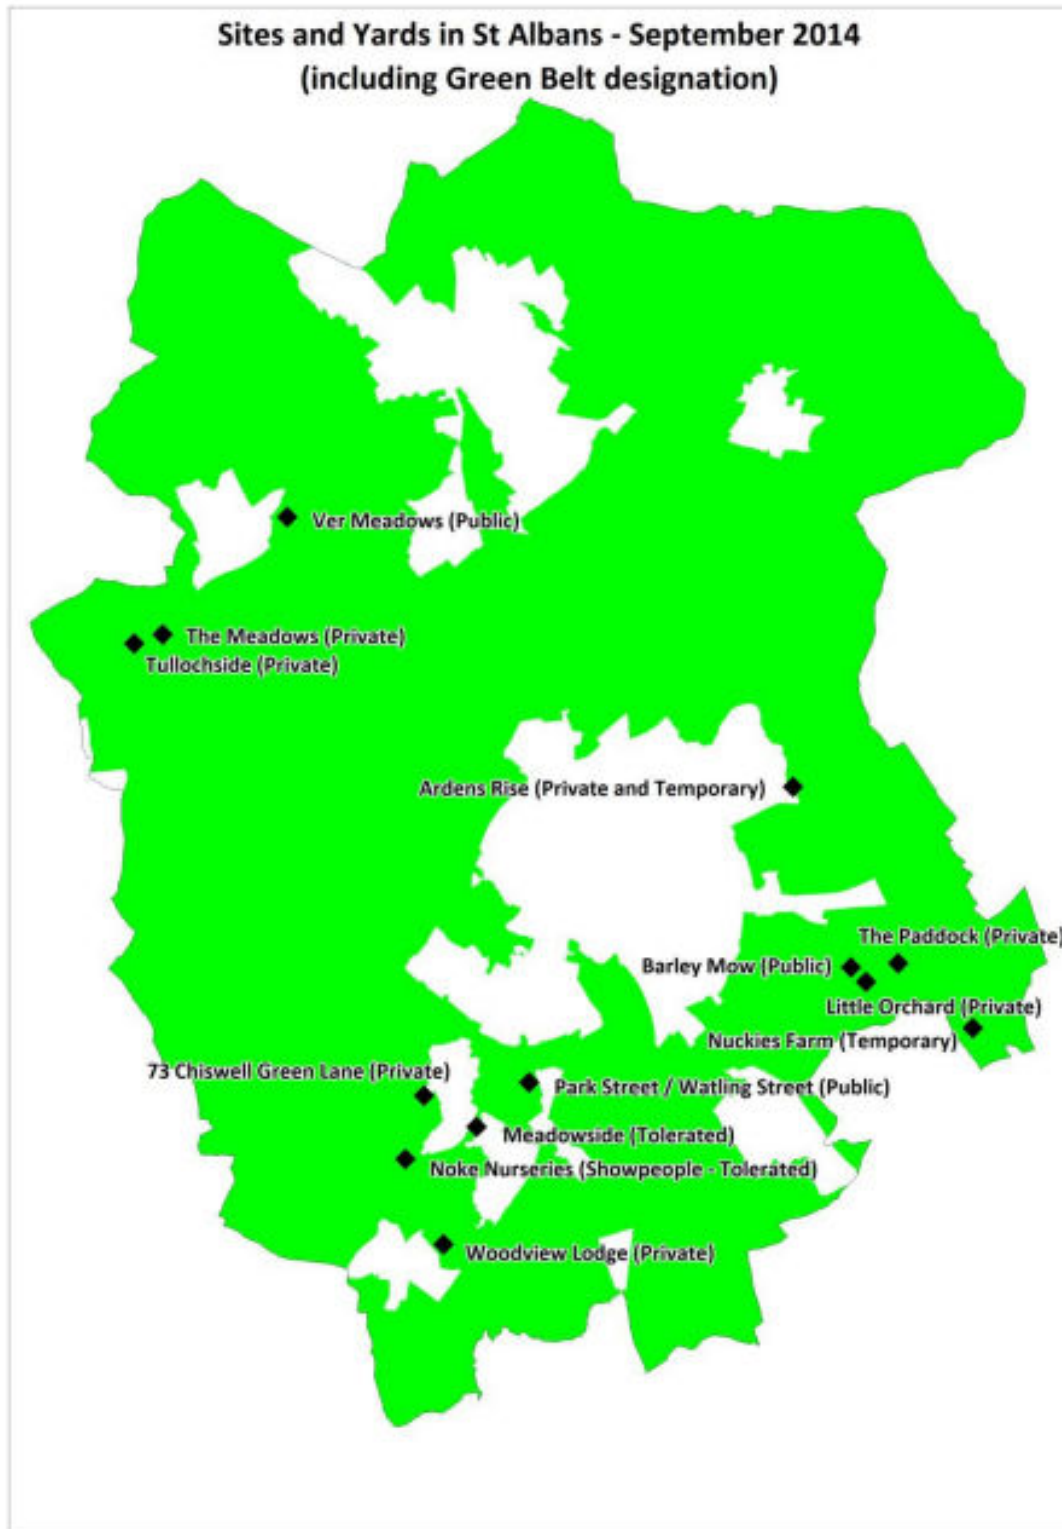 Sites and Yards in St Albans - September 2014
(including Green Belt designation)
Ver Meadows (Public)
The Meadows (Private)
Tullochside (Private)
Ardens Rise (Private and Temporary)
The Paddock (Private)
Barley Mow (Public)
Little Orchard (Private)
Nuckies Farm (Temporary)
73 Chiswell Green Lane (Private)
Park Street / Watling Street (Public)
Meadowside (Tolerated)
Noke Nurseries (Showpeople - Tolerated)
Woodview Lodge (Private)